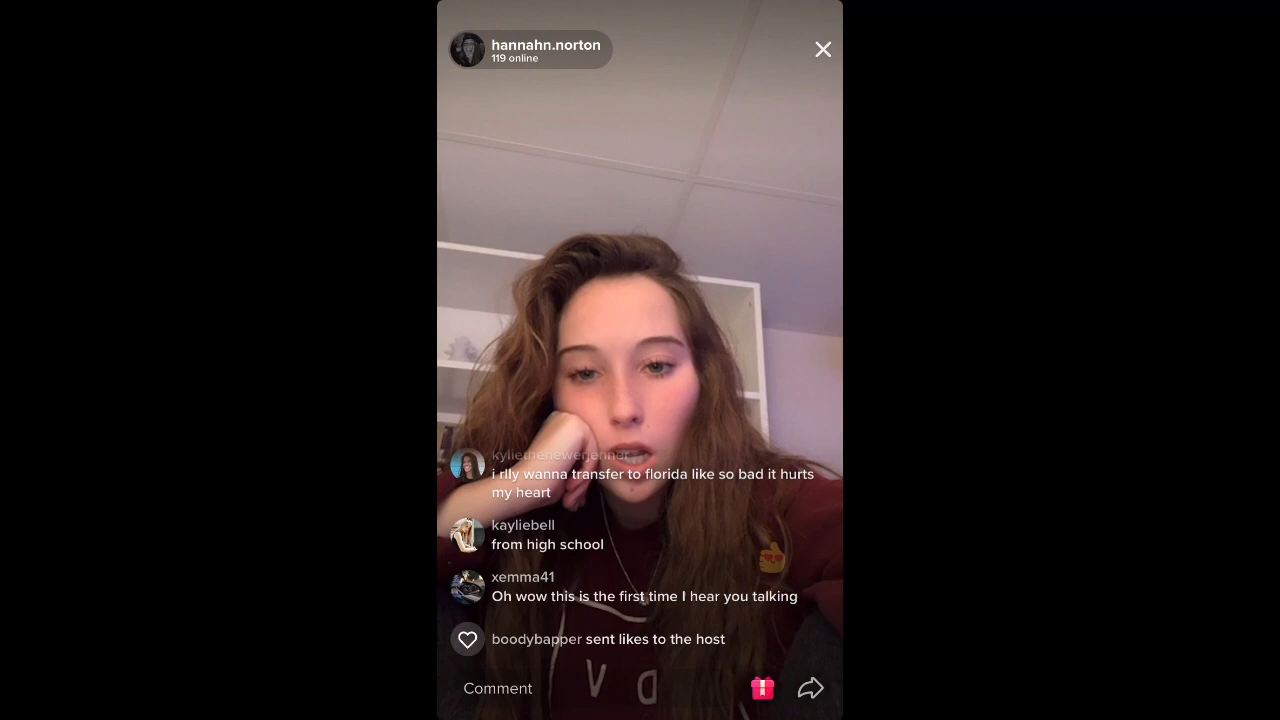 hannahn.norton
119 online
kyliethenewerjenner
i rlly wanna transfer to florida like so bad it hurts
my heart
kayliebell
from high school
xemma41
Oh wow this is the first time I hear you talking
boodybapper sent likes to the host
Comment